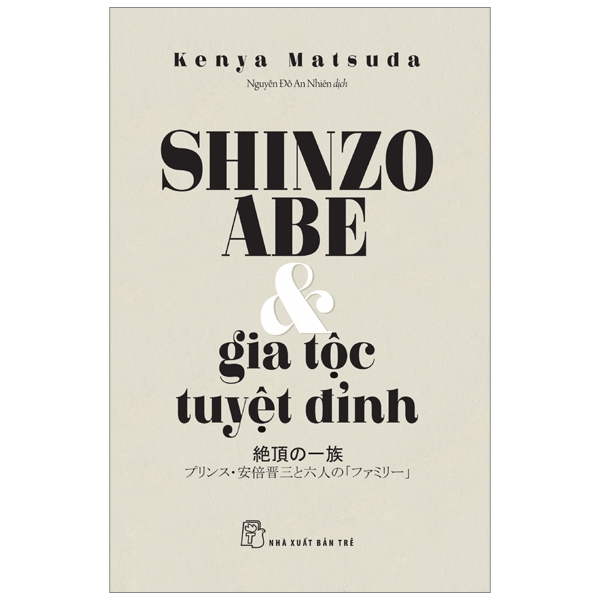 Kenya Matsuda
Nguyễn Đỗ An Nhiên dịch
SHINZO
ABE
&
gia tộc
tuyệt đỉnh
絶頂の一族
プリンス・安倍晋三と六人の「ファミリー」
NHÀ XUẤT BẢN TRẺ